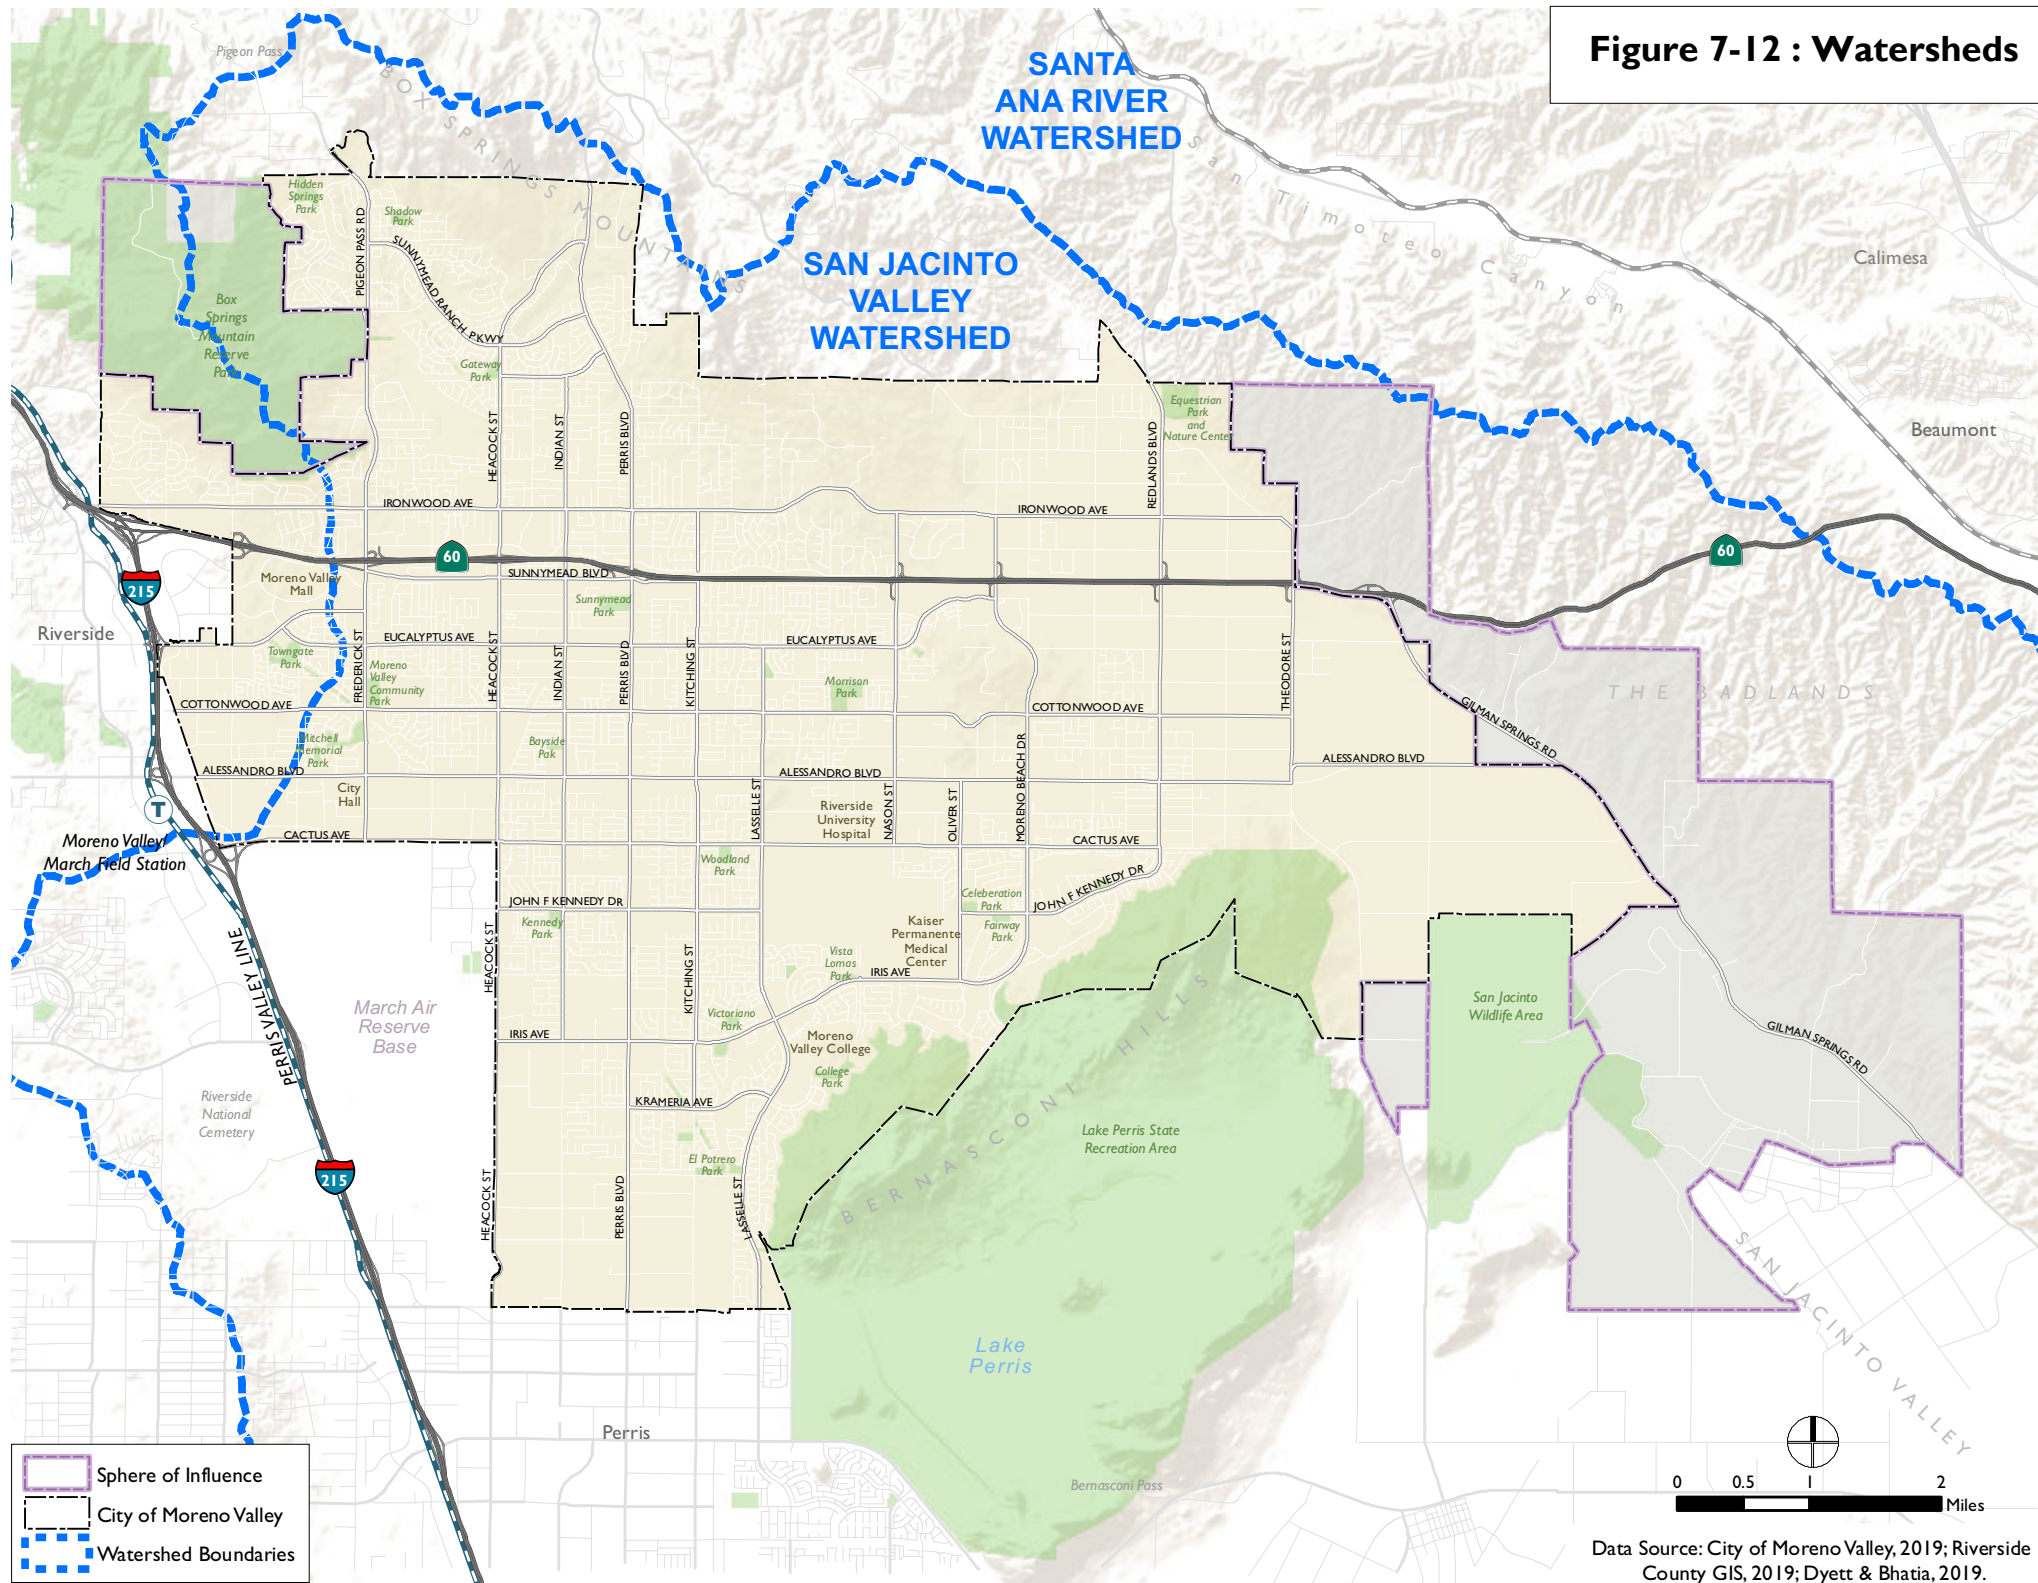 Figure 7-12 : Watersheds
Pigeon Pass
BOX SPRINGS MOUNTAINS
SANTA
ANA RIVER
WATERSHED
San Timoteo Canyon
SAN JACINTO
VALLEY
WATERSHED
Calimesa
Beaumont
Hidden
Springs
Park
Shadow
Park
PIGEON PASS RD
SUNNYMEAD RANCH PKWY
Box
Springs
Mountain
Reserve
Park
Gateway
Park
Equestrian
Park
and
Nature Center
HEACOCK ST
INDIAN ST
PERRIS BLVD
REDLANDS BLVD
IRONWOOD AVE
IRONWOOD AVE
60
60
215
SUNNYMEAD BLVD
Moreno Valley
Mall
Sunnymead
Park
Riverside
EUCALYPTUS AVE
EUCALYPTUS AVE
Towngate
Park
FREDERICK ST
Moreno
Valley
Community
Park
HEACOCK ST
INDIAN ST
PERRIS BLVD
KITCHING ST
Morrison
Park
THEODORE ST
THE BADLANDS
COTTONWOOD AVE
COTTONWOOD AVE
GILMAN SPRINGS RD
Mitchell
Memorial
Park
Bayside
Pak
MORENO BEACH DR
ALESSANDRO BLVD
ALESSANDRO BLVD
ALESSANDRO BLVD
City
Hall
LASSELLE ST
Riverside
University
Hospital
NASON ST
OLIVER ST
T
Moreno Valley/
March Field Station
CACTUS AVE
CACTUS AVE
Woodland
Park
JOHN F KENNEDY DR
JOHN F KENNEDY DR
Celeberation
Park
Kennedy
Park
Kaiser
Permanente
Medical
Center
Fairway
Park
HEACOCK ST
KITCHING ST
Vista
Lomas
Park
IRIS AVE
PERRIS VALLEY LINE
March Air
Reserve
Base
Victoriano
Park
IRIS AVE
Moreno
Valley College
College
Park
San Jacinto
Wildlife Area
GILMAN SPRINGS RD
BERNASCONI HILLS
Riverside
National
Cemetery
KRAMERIA AVE
Lake Perris State
Recreation Area
215
El Potrero
Park
HEACOCK ST
PERRIS BLVD
LASSELLE ST
SAN JACINTO VALLEY
Lake
Perris
Perris
Bernasconi Pass
Sphere of Influence
City of Moreno Valley
Watershed Boundaries
0 0.5 1 2
Miles
Data Source: City of Moreno Valley, 2019; Riverside
County GIS, 2019; Dyett & Bhatia, 2019.